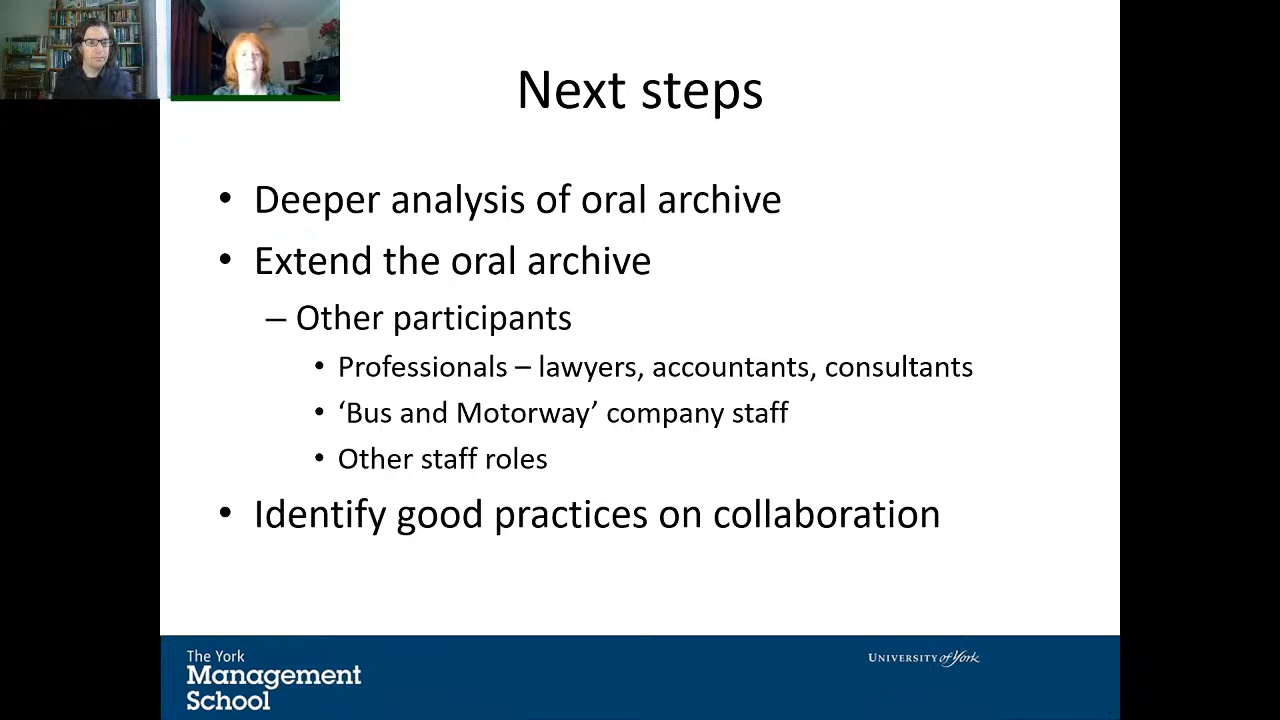 Next steps
• Deeper analysis of oral archive
• Extend the oral archive
– Other participants
• Professionals – lawyers, accountants, consultants
• ‘Bus and Motorway’ company staff
• Other staff roles
• Identify good practices on collaboration
The York
Management
School
UNIVERSITY of York